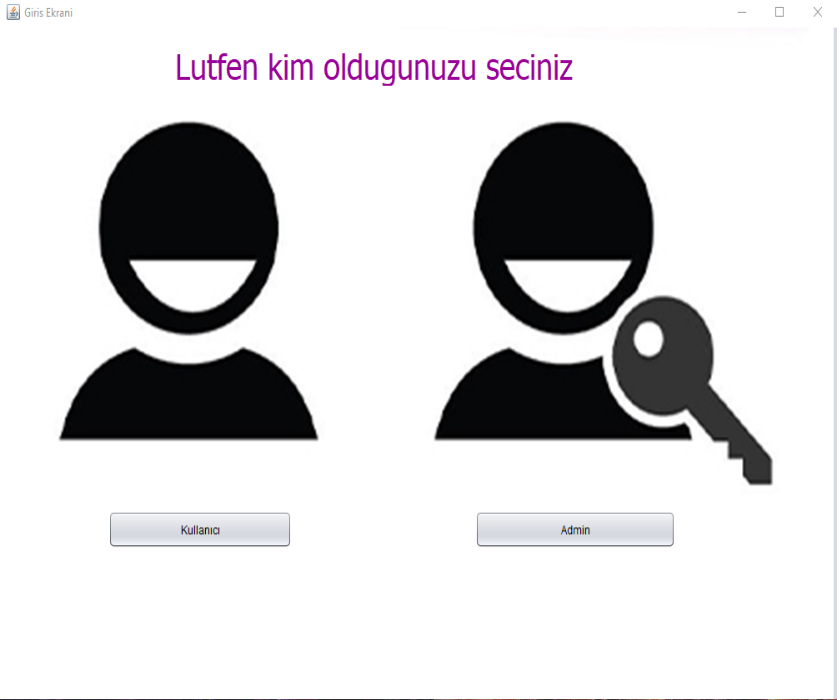 Giris Ekrani
Lutfen kim oldugunuzu seciniz
Kullanıcı
Admin